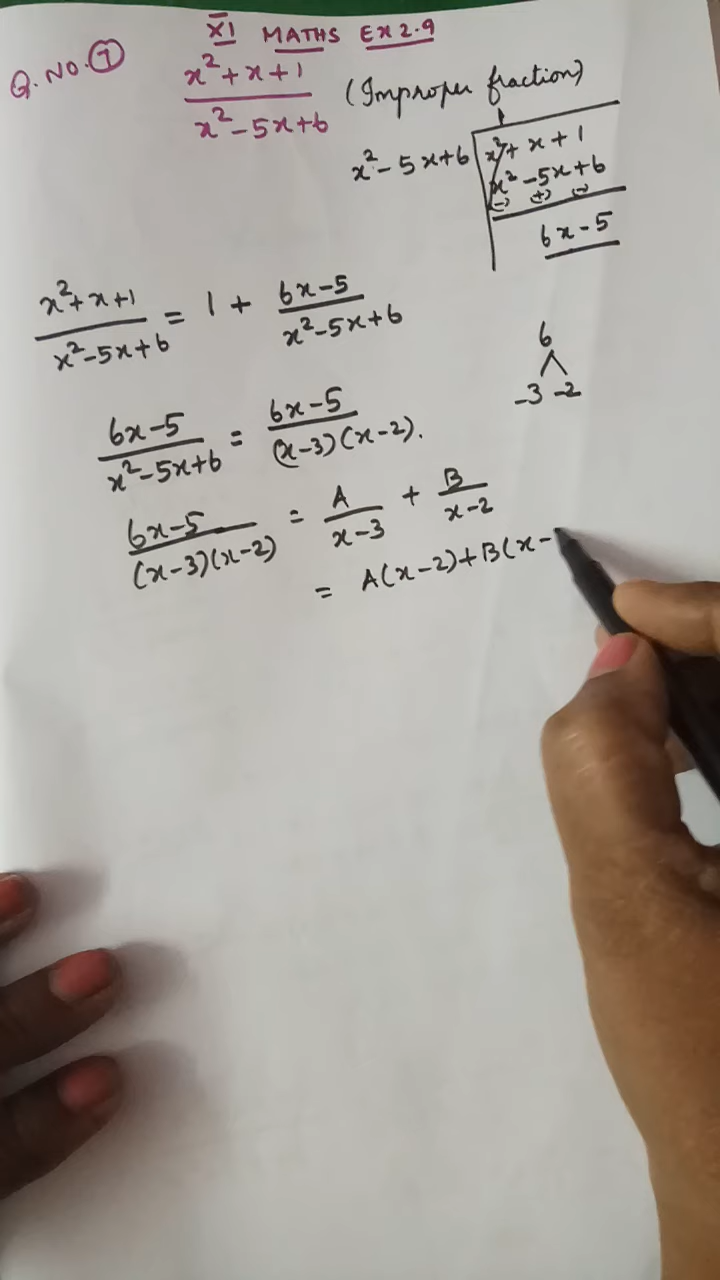 XI MATHS EX 2.9
Q.NO. 7
x² + x + 1 / x² - 5x + 6 (Improper fraction)
1
x² - 5x + 6 | x² + x + 1
x² - 5x + 6
(-) (+) (-)
6x - 5
x² + x + 1 / x² - 5x + 6 = 1 + 6x - 5 / x² - 5x + 6
6
-3 -2
6x - 5 / x² - 5x + 6 = 6x - 5 / (x - 3)(x - 2).
6x - 5 / (x - 3)(x - 2) = A / x - 3 + B / x - 2
= A(x - 2) + B(x -